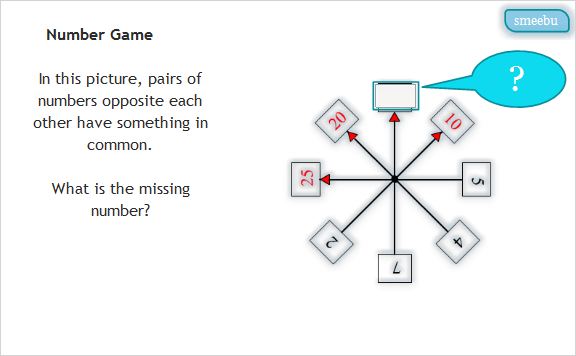 smeebu
Number Game
In this picture, pairs of
numbers opposite each
other have something in
common.
What is the missing
number?
?
20
10
25
5
2
4
7